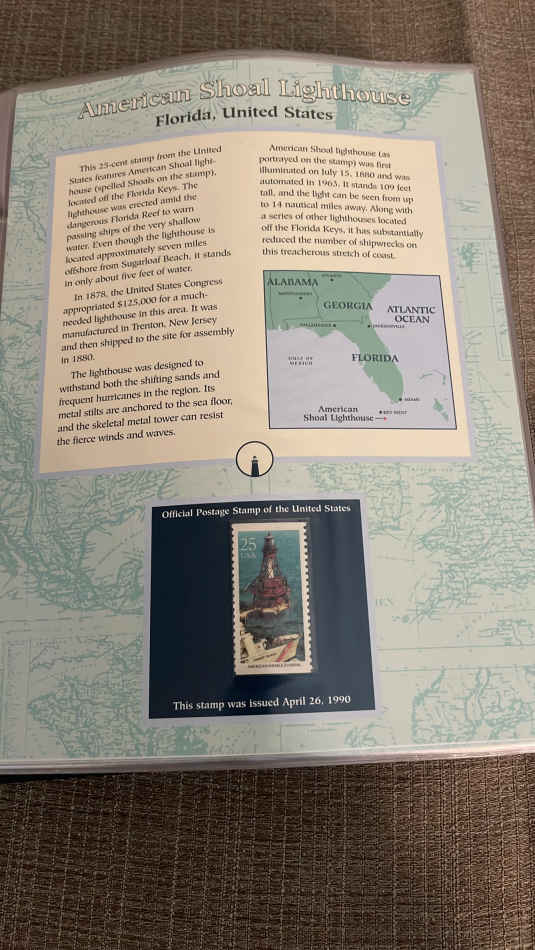 American Shoal Lighthouse
Florida, United States
This 25-cent stamp from the United
States features American Shoal light-
house (spelled Shoals on the stamp),
located off the Florida Keys. The
lighthouse was erected amid the
dangerous Florida Reef to warn
passing ships of the very shallow
water. Even though the lighthouse is
located approximately seven miles
offshore from Sugarloaf Beach, it stands
in only about five feet of water.
In 1878, the United States Congress
appropriated $125,000 for a much-
needed lighthouse in this area. It was
manufactured in Trenton, New Jersey
and then shipped to the site for assembly
in 1880.
The lighthouse was designed to
withstand both the shifting sands and
frequent hurricanes in the region. Its
metal stilts are anchored to the sea floor,
and the skeletal metal tower can resist
the fierce winds and waves.
American Shoal lighthouse (as
portrayed on the stamp) was first
illuminated on July 15, 1880 and was
automated in 1963. It stands 109 feet
tall, and the light can be seen from up
to 14 nautical miles away. Along with
a series of other lighthouses located
off the Florida Keys, it has substantially
reduced the number of shipwrecks on
this treacherous stretch of coast.
ATLANTA
ALABAMA
MONTGOMERY
GEORGIA
ATLANTIC
OCEAN
TALLAHASSEE
JACKSONVILLE
GULF OF
MEXICO
FLORIDA
MIAMI
American
Shoal Lighthouse
KEY WEST
Official Postage Stamp of the United States
25
USA
This stamp was issued April 26, 1990